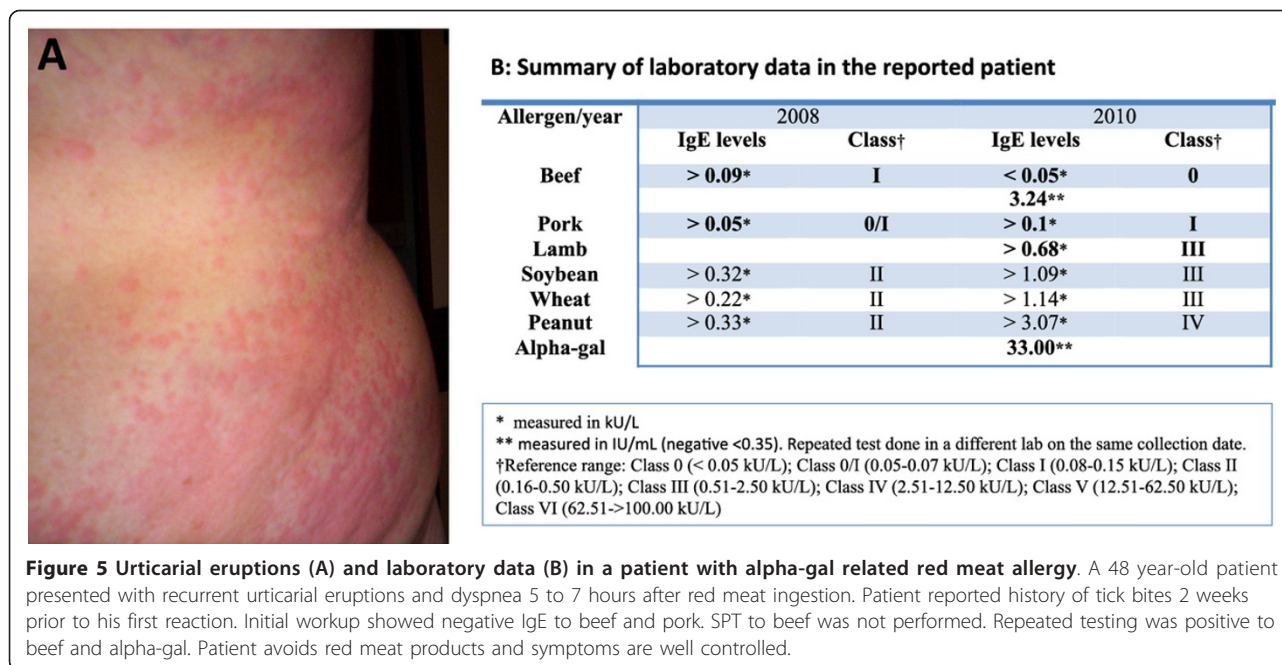 A
B: Summary of laboratory data in the reported patient
Allergen/year 2008 2010
IgE levels Class† IgE levels Class†
Beef > 0.09* I < 0.05* 0
3.24**
Pork > 0.05* 0/I > 0.1* I
Lamb > 0.68* III
Soybean > 0.32* II > 1.09* III
Wheat > 0.22* II > 1.14* III
Peanut > 0.33* II > 3.07* IV
Alpha-gal 33.00**
* measured in kU/L
** measured in IU/mL (negative <0.35). Repeated test done in a different lab on the same collection date.
†Reference range: Class 0 (< 0.05 kU/L); Class 0/I (0.05-0.07 kU/L); Class I (0.08-0.15 kU/L); Class II
(0.16-0.50 kU/L); Class III (0.51-2.50 kU/L); Class IV (2.51-12.50 kU/L); Class V (12.51-62.50 kU/L);
Class VI (62.51->100.00 kU/L)
Figure 5 Urticarial eruptions (A) and laboratory data (B) in a patient with alpha-gal related red meat allergy. A 48 year-old patient
presented with recurrent urticarial eruptions and dyspnea 5 to 7 hours after red meat ingestion. Patient reported history of tick bites 2 weeks
prior to his first reaction. Initial workup showed negative IgE to beef and pork. SPT to beef was not performed. Repeated testing was positive to
beef and alpha-gal. Patient avoids red meat products and symptoms are well controlled.